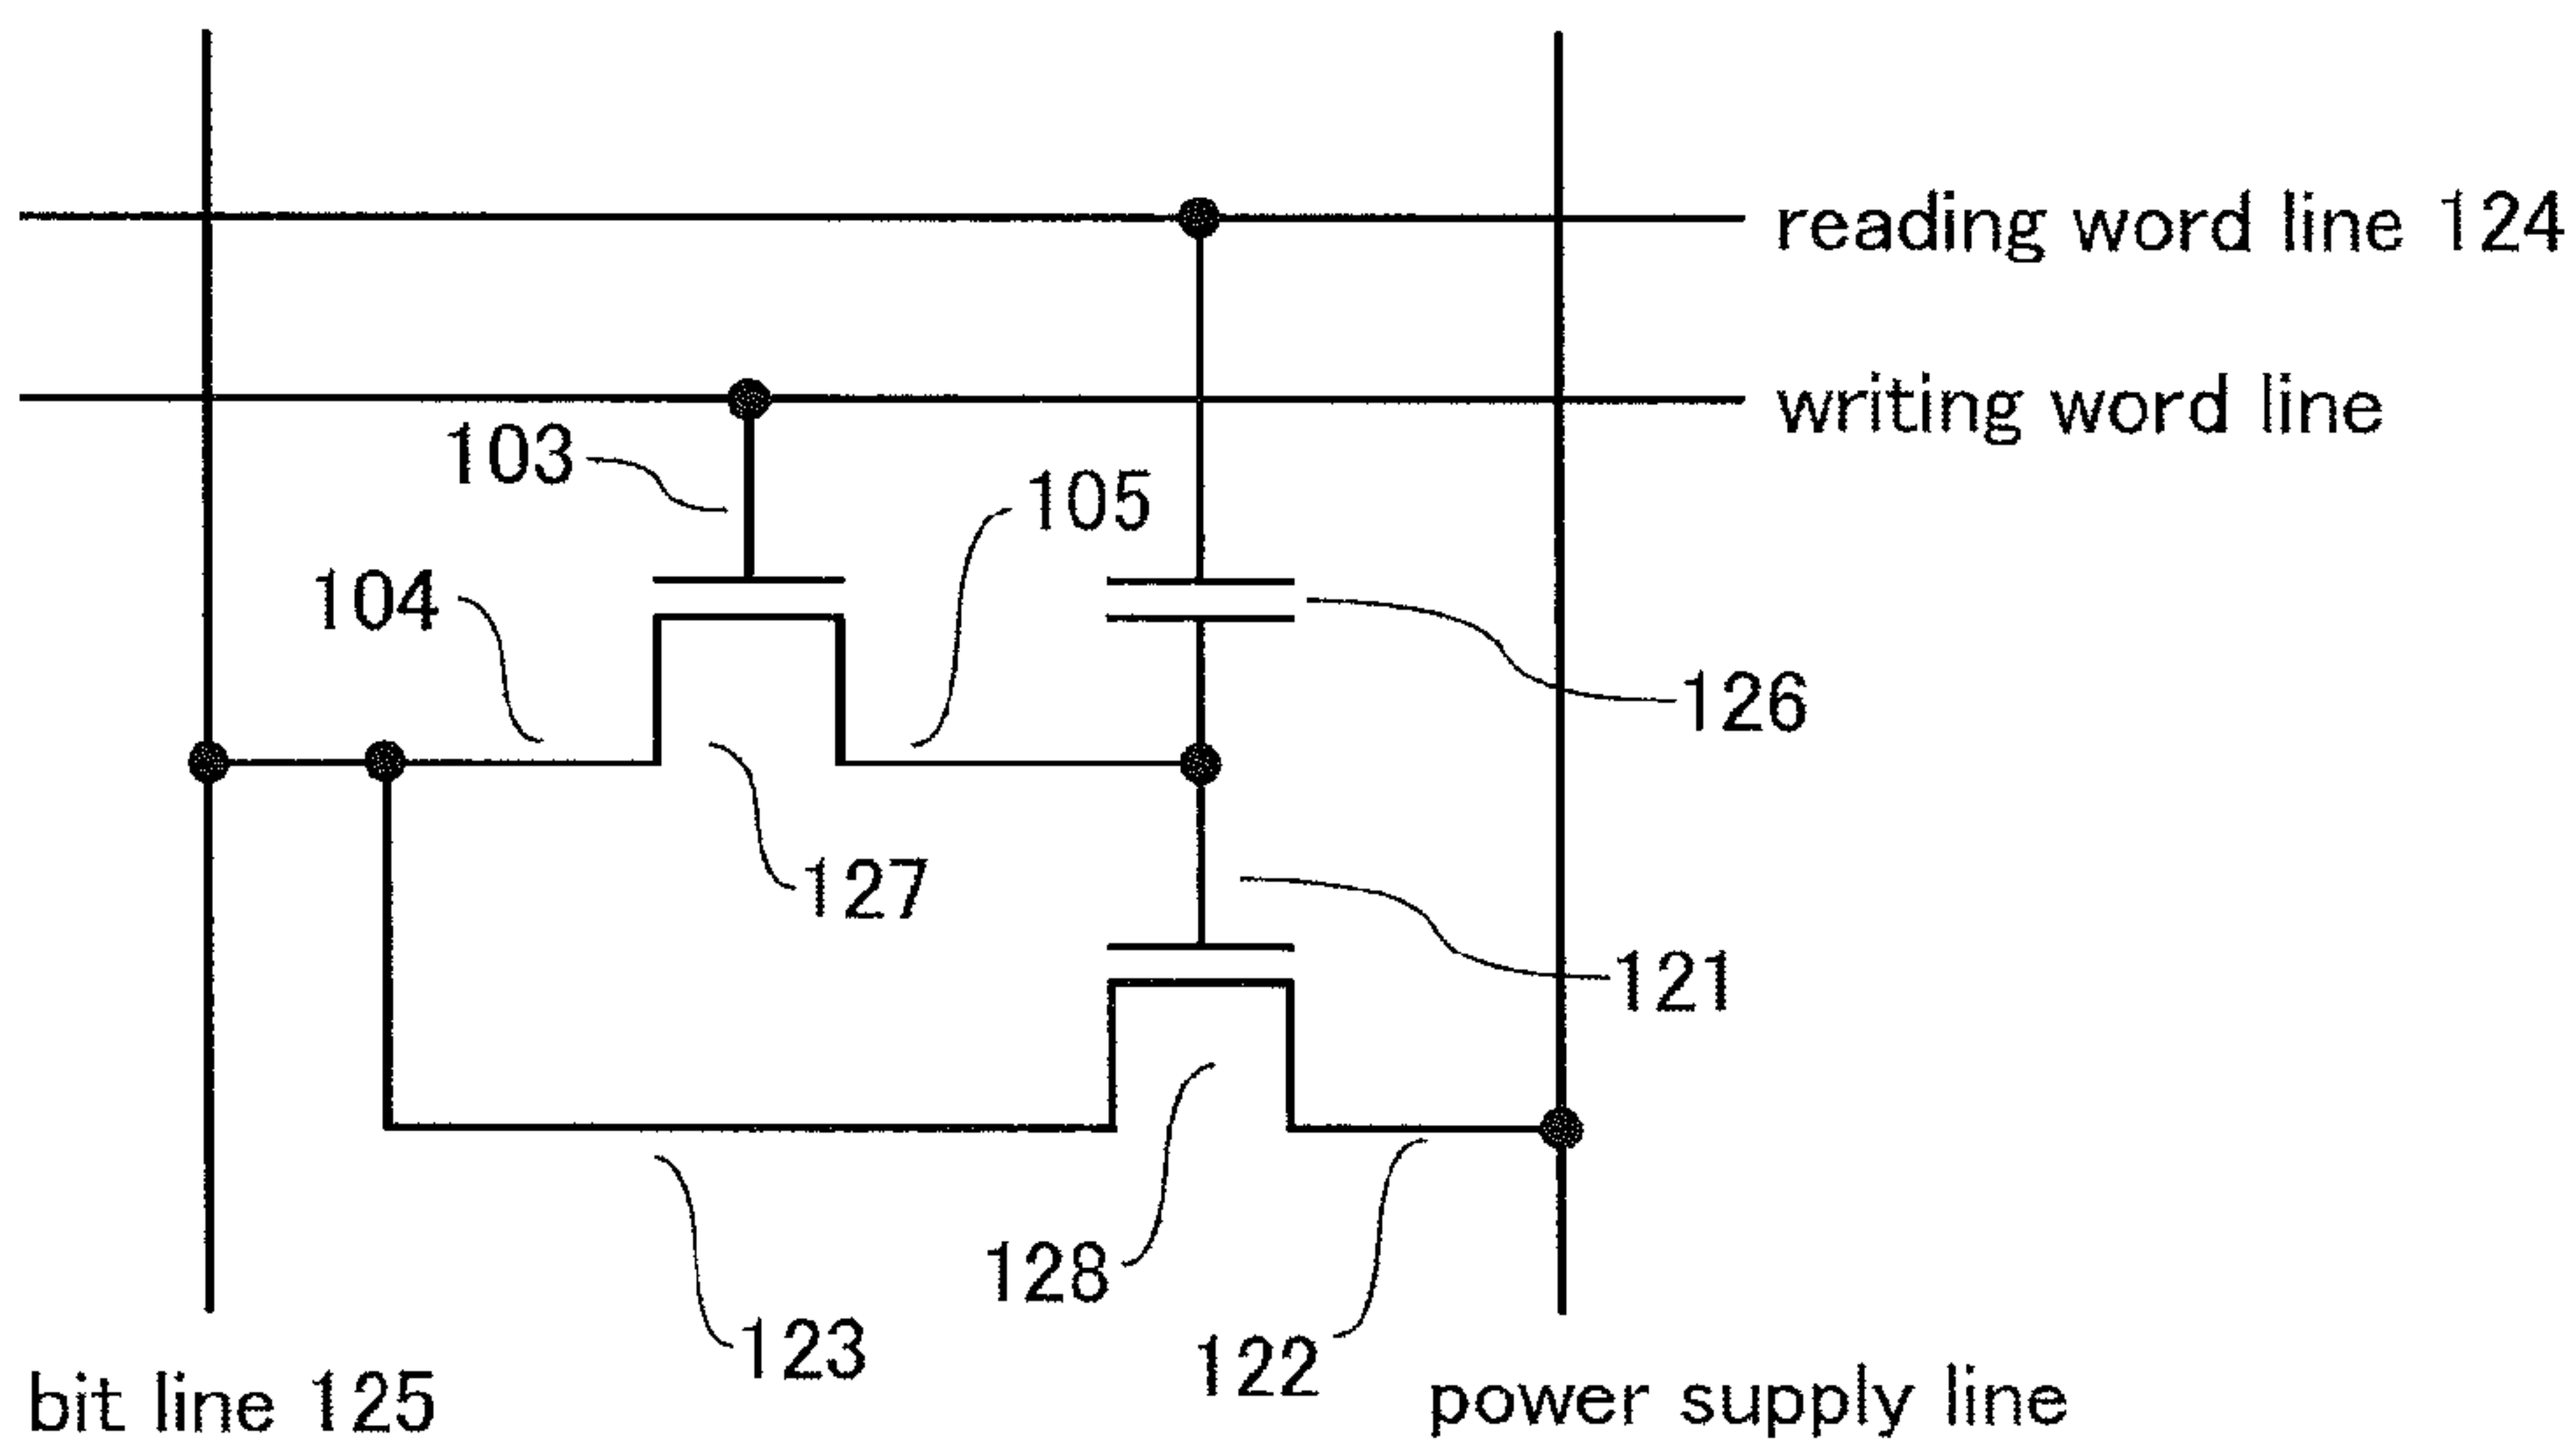 reading word line 124
writing word line
103
105
104
126
127
121
128
123
122
bit line 125
power supply line